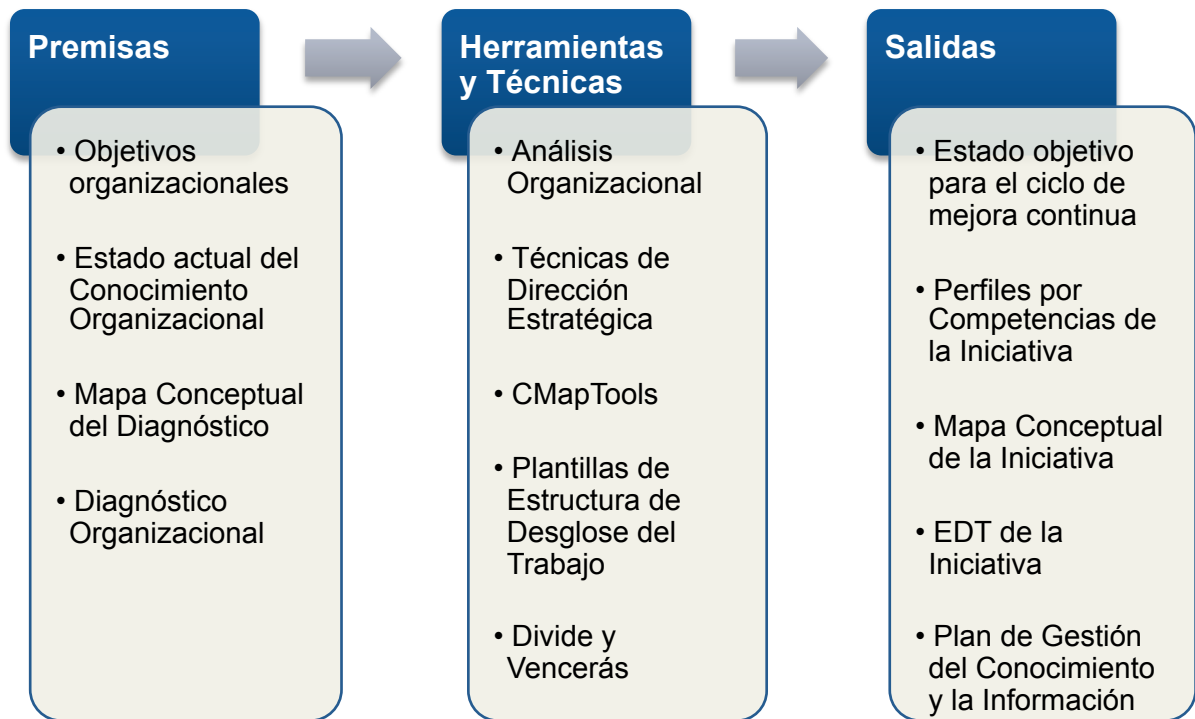 Premisas
• Objetivos
organizacionales
• Estado actual del
Conocimiento
Organizacional
• Mapa Conceptual
del Diagnóstico
• Diagnóstico
Organizacional
Herramientas
y Técnicas
• Análisis
Organizacional
• Técnicas de
Dirección
Estratégica
• CMapTools
• Plantillas de
Estructura de
Desglose del
Trabajo
• Divide y
Vencerás
Salidas
• Estado objetivo
para el ciclo de
mejora continua
• Perfiles por
Competencias de
la Iniciativa
• Mapa Conceptual
de la Iniciativa
• EDT de la
Iniciativa
• Plan de Gestión
del Conocimiento
y la Información